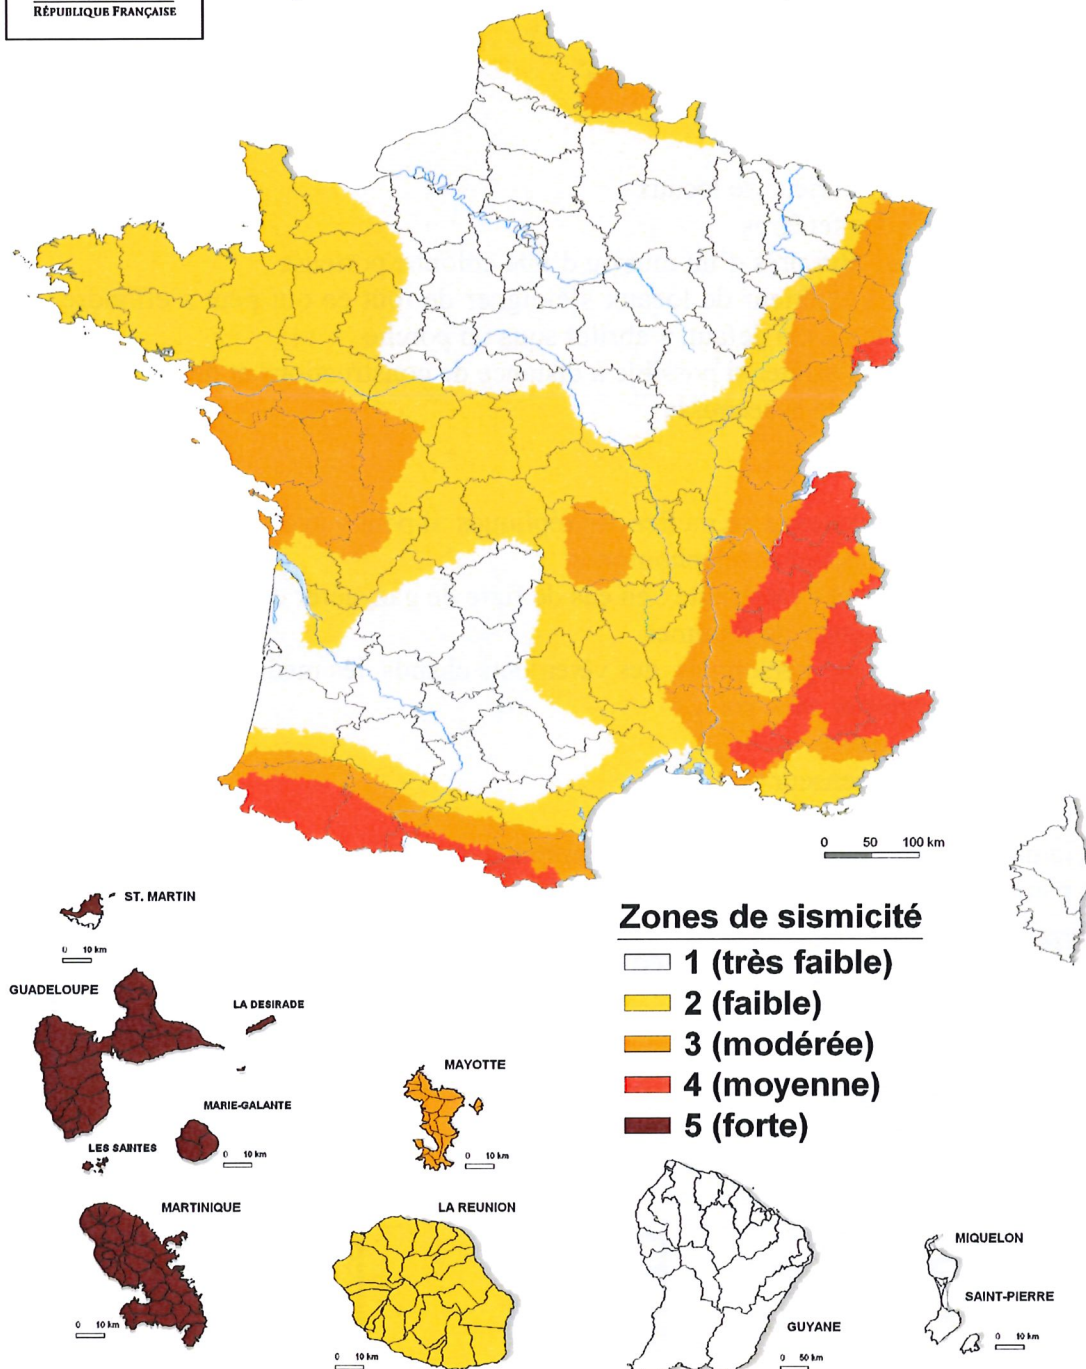 RÉPUBLIQUE FRANÇAISE
0 50 100 km
ST. MARTIN
0 10 km
GUADELOUPE
LA DESIRADE
MAYOTTE
MARIE-GALANTE
LES SAINTES
0 10 km
0 10 km
Zones de sismicité
1 (très faible)
2 (faible)
3 (modérée)
4 (moyenne)
5 (forte)
MARTINIQUE
0 10 km
LA REUNION
0 10 km
GUYANE
0 50 km
MIQUELON
SAINT-PIERRE
0 10 km